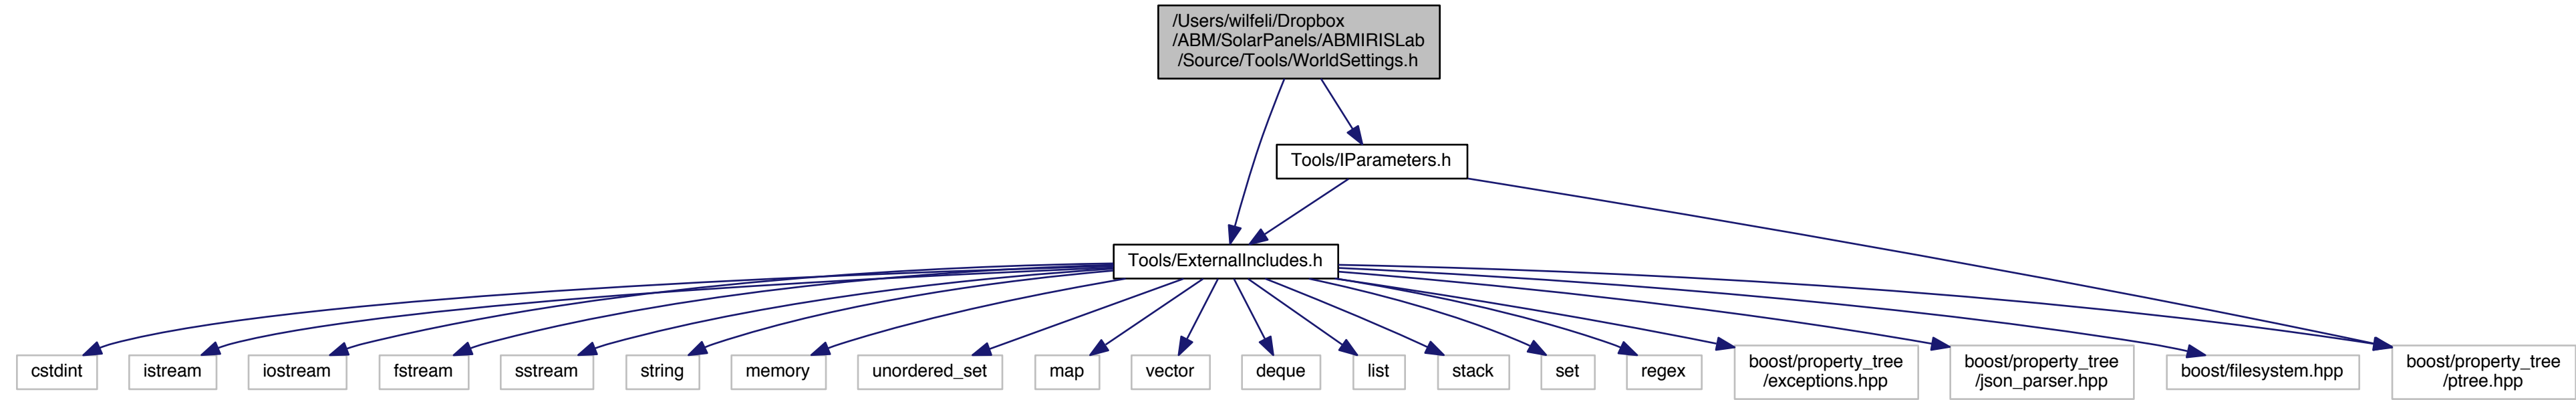 /Users/wilfeli/Dropbox
/ABM/SolarPanels/ABMIRISLab
/Source/Tools/WorldSettings.h
Tools/IParameters.h
Tools/ExternalIncludes.h
cstdint
istream
iostream
fstream
sstream
string
memory
unordered_set
map
vector
deque
list
stack
set
regex
boost/property_tree
/exceptions.hpp
boost/property_tree
/json_parser.hpp
boost/filesystem.hpp
boost/property_tree
/ptree.hpp